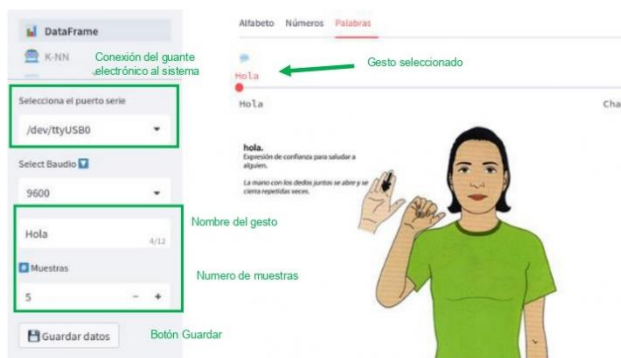 DataFrame
K-NN
Conexión del guante
electrónico al sistema
Selecciona el puerto serie
/dev/ttyUSB0
Select Baudio
9600
Hola
4/12
Nombre del gesto
Muestras
Numero de muestras
5 - +
Guardar datos
Botón Guardar
Alfabeto Números Palabras
Gesto seleccionado
Hola
Hola Cha
hola.
Expresión de confianza para saludar a
alguien.
La mano con los dedos juntos se abre y se
cierra repetidas veces.